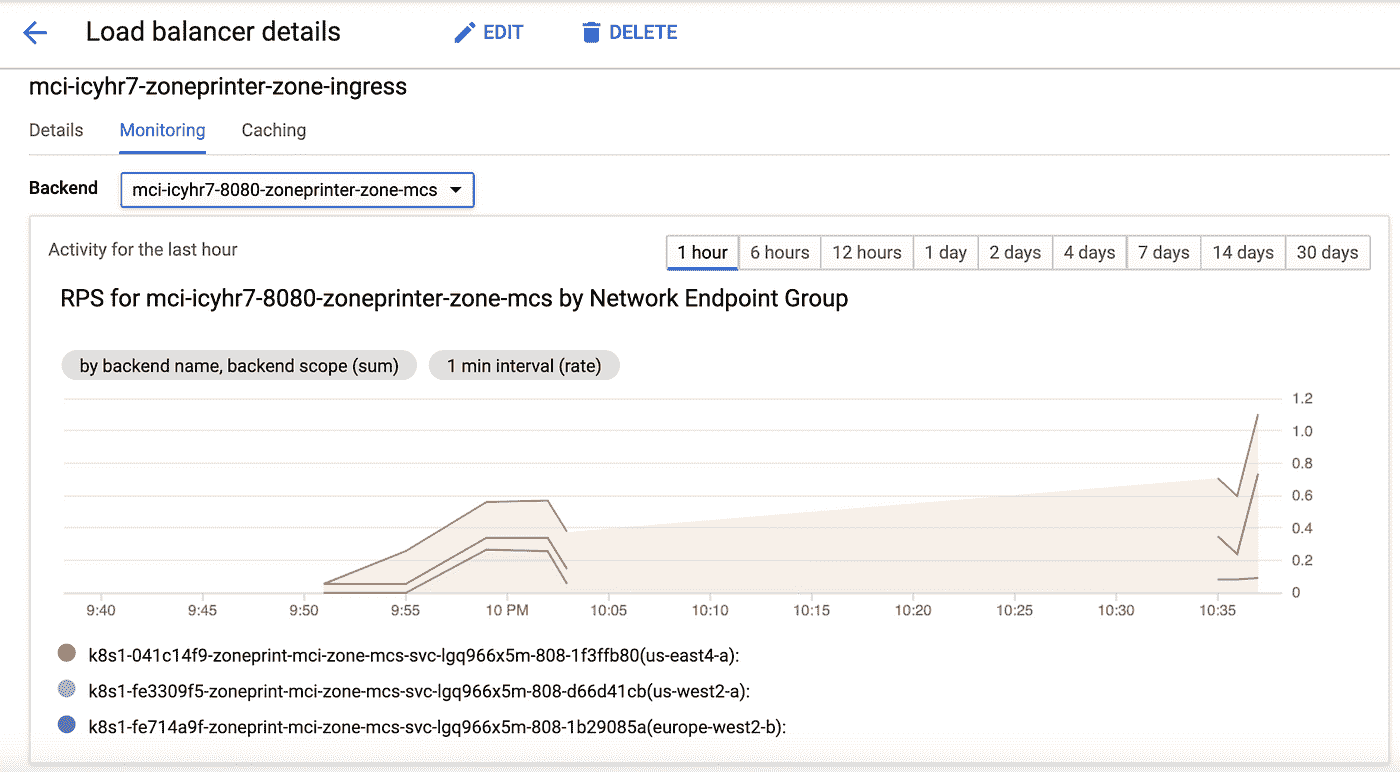 Load balancer details EDIT DELETE
mci-icyhr7-zoneprinter-zone-ingress
Details Monitoring Caching
Backend mci-icyhr7-8080-zoneprinter-zone-mcs
Activity for the last hour 1 hour 6 hours 12 hours 1 day 2 days 4 days 7 days 14 days 30 days
RPS for mci-icyhr7-8080-zoneprinter-zone-mcs by Network Endpoint Group
by backend name, backend scope (sum) 1 min interval (rate)
1.2
1.0
0.8
0.6
0.4
0.2
0
9:40 9:45 9:50 9:55 10 PM 10:05 10:10 10:15 10:20 10:25 10:30 10:35
k8s1-041c14f9-zoneprint-mci-zone-mcs-svc-lgq966x5m-808-1f3ffb80(us-east4-a):
k8s1-fe3309f5-zoneprint-mci-zone-mcs-svc-lgq966x5m-808-d66d41cb(us-west2-a):
k8s1-fe714a9f-zoneprint-mci-zone-mcs-svc-lgq966x5m-808-1b29085a(europe-west2-b):